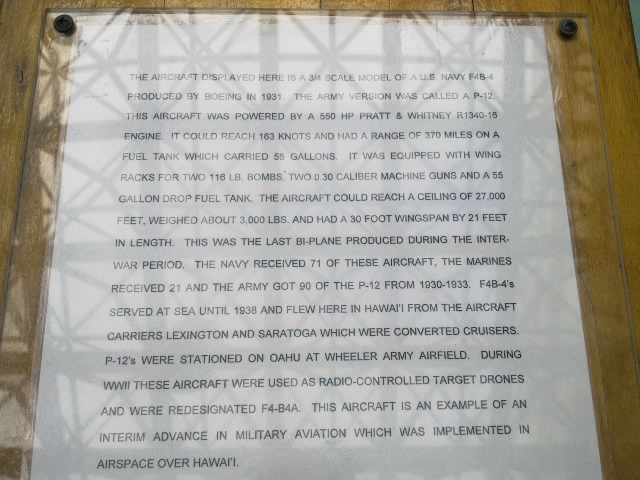 THE AIRCRAFT DISPLAYED HERE IS A 3/4 SCALE MODEL OF A U.S. NAVY F4B-4
PRODUCED BY BOEING IN 1931. THE ARMY VERSION WAS CALLED A P-12.
THIS AIRCRAFT WAS POWERED BY A 550 HP PRATT & WHITNEY R1340-16
ENGINE. IT COULD REACH 163 KNOTS AND HAD A RANGE OF 370 MILES ON A
FUEL TANK WHICH CARRIED 55 GALLONS. IT WAS EQUIPPED WITH WING
RACKS FOR TWO 116 LB. BOMBS, TWO 0.30 CALIBER MACHINE GUNS AND A 55
GALLON DROP FUEL TANK. THE AIRCRAFT COULD REACH A CEILING OF 27,000
FEET, WEIGHED ABOUT 3,000 LBS. AND HAD A 30 FOOT WINGSPAN BY 21 FEET
IN LENGTH. THIS WAS THE LAST BI-PLANE PRODUCED DURING THE INTER-
WAR PERIOD. THE NAVY RECEIVED 71 OF THESE AIRCRAFT, THE MARINES
RECEIVED 21 AND THE ARMY GOT 90 OF THE P-12 FROM 1930-1933. F4B-4's
SERVED AT SEA UNTIL 1938 AND FLEW HERE IN HAWAI'I FROM THE AIRCRAFT
CARRIERS LEXINGTON AND SARATOGA WHICH WERE CONVERTED CRUISERS.
P-12's WERE STATIONED ON OAHU AT WHEELER ARMY AIRFIELD. DURING
WWII THESE AIRCRAFT WERE USED AS RADIO-CONTROLLED TARGET DRONES
AND WERE REDESIGNATED F4-B4A. THIS AIRCRAFT IS AN EXAMPLE OF AN
INTERIM ADVANCE IN MILITARY AVIATION WHICH WAS IMPLEMENTED IN
AIRSPACE OVER HAWAI'I.